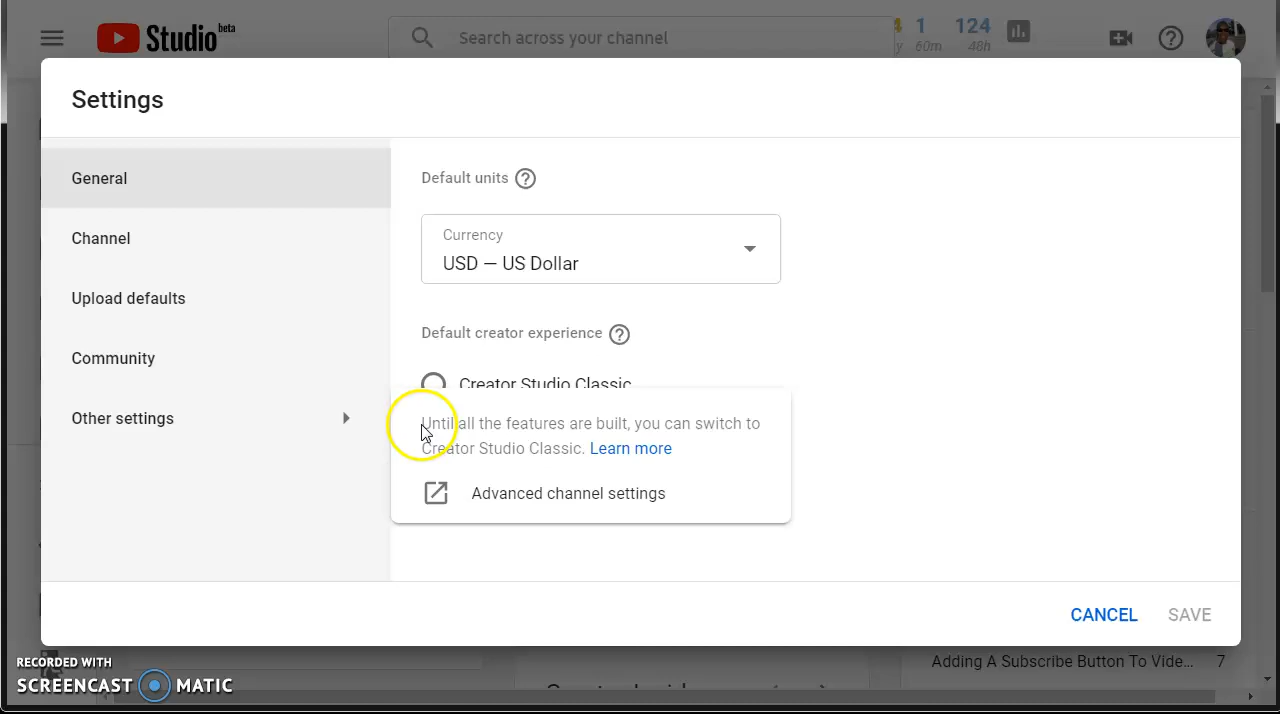 Studio beta
Search across your channel
1 124
60m 48h
Settings
General
Channel
Upload defaults
Community
Other settings
Default units
Currency
USD — US Dollar
Default creator experience
Creator Studio Classic
Until all the features are built, you can switch to
Creator Studio Classic. Learn more
Advanced channel settings
CANCEL SAVE
Adding A Subscribe Button To Vide... 7
RECORDED WITH
SCREENCAST MATIC